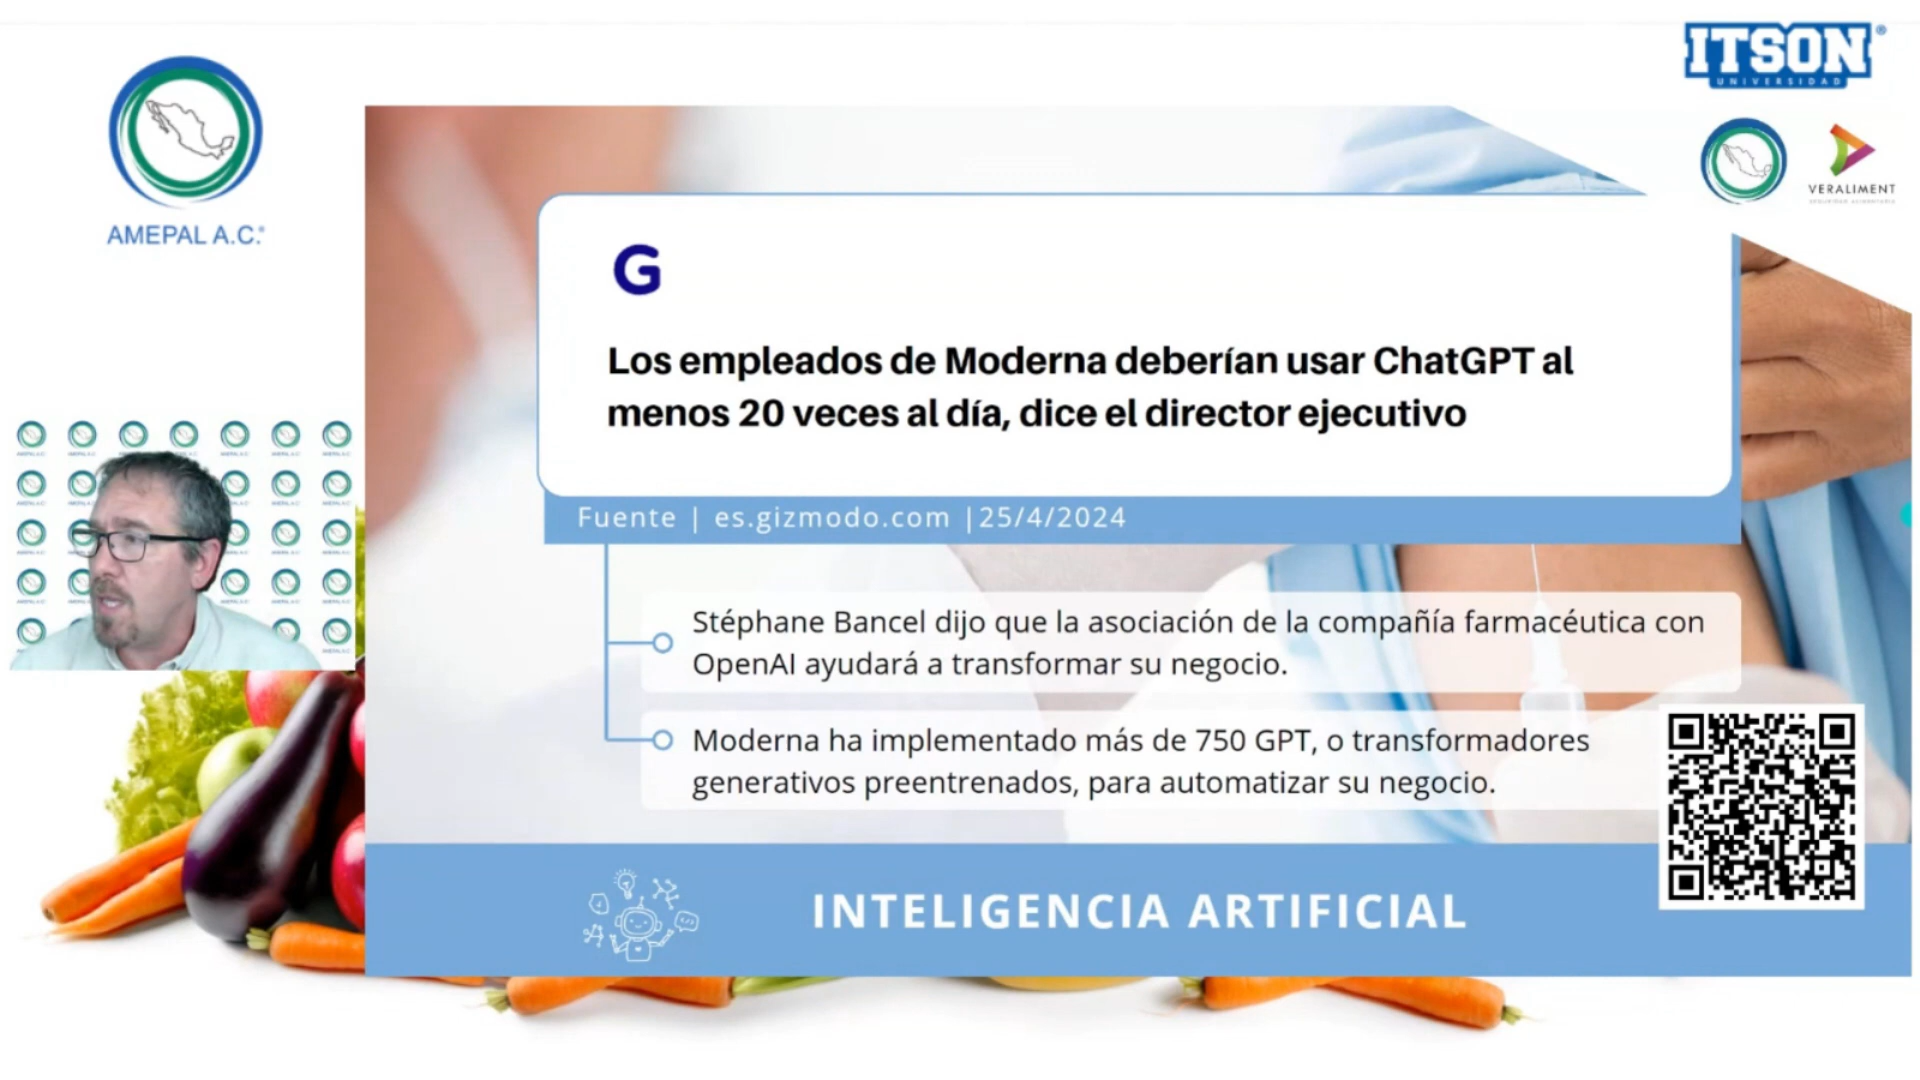 ITSON
UNIVERSIDAD
AMEPAL A.C.®
VERALIMENT
SEGURIDAD ALIMENTARIA
G
Los empleados de Moderna deberían usar ChatGPT al
menos 20 veces al día, dice el director ejecutivo
Fuente | es.gizmodo.com |25/4/2024
Stéphane Bancel dijo que la asociación de la compañía farmacéutica con
OpenAI ayudará a transformar su negocio.
Moderna ha implementado más de 750 GPT, o transformadores
generativos preentrenados, para automatizar su negocio.
INTELIGENCIA ARTIFICIAL